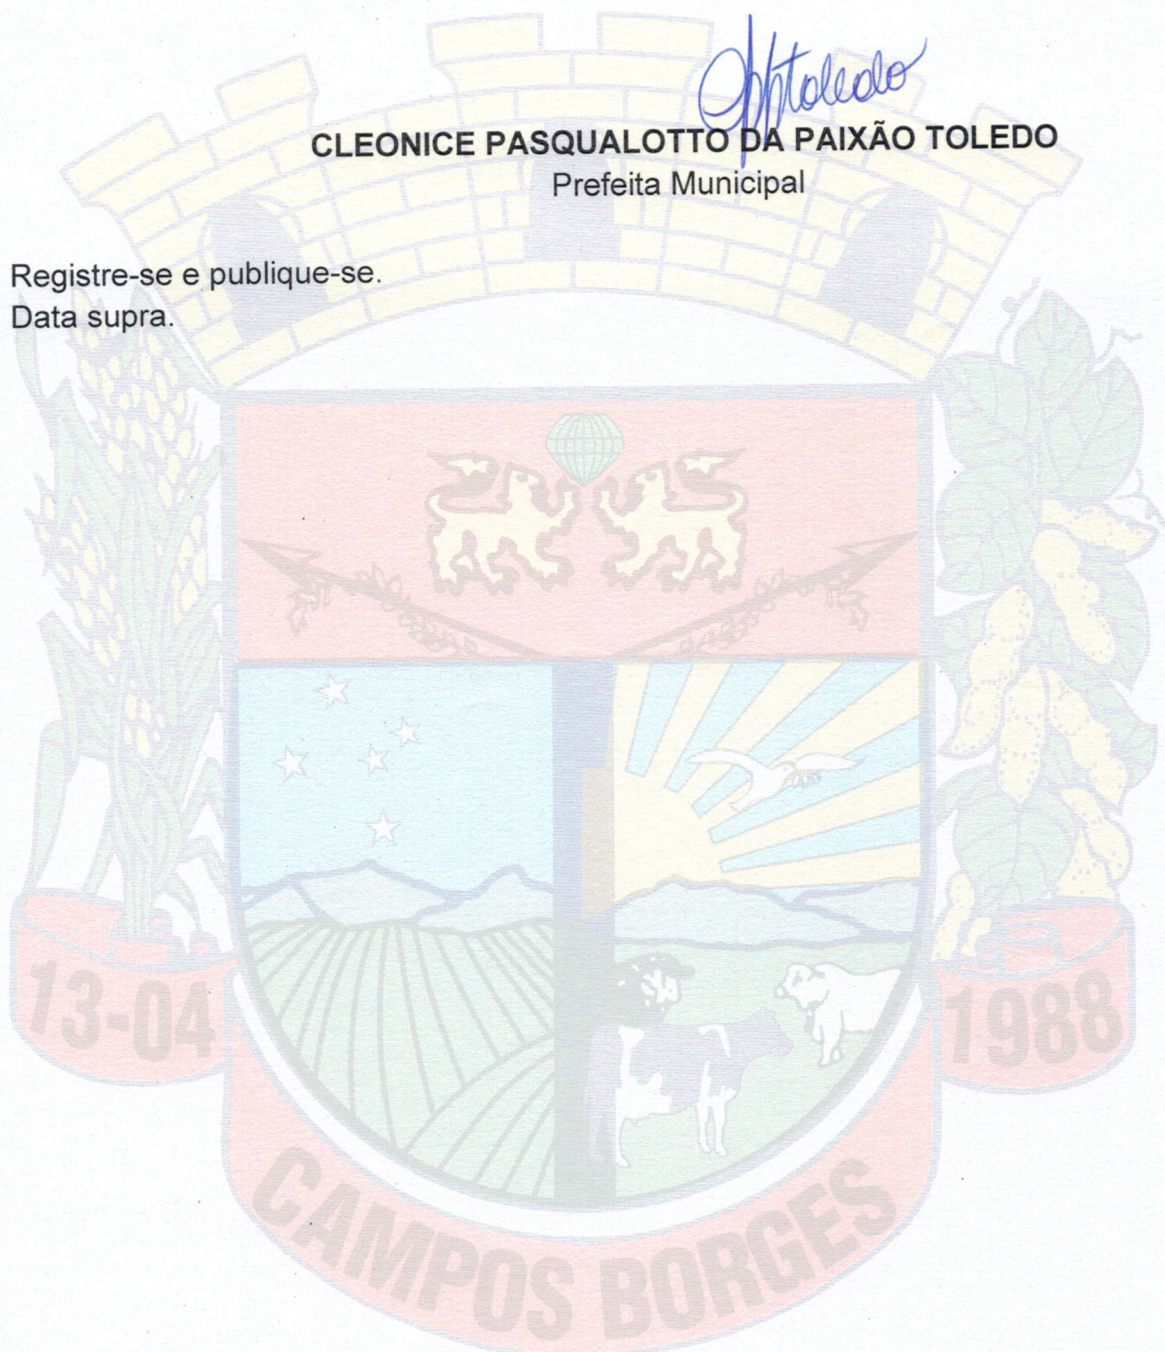 CLEONICE PASQUALOTTO DA PAIXÃO TOLEDO
Prefeita Municipal
Registre-se e publique-se.
Data supra.
13-04
1988
CAMPOS BORGES